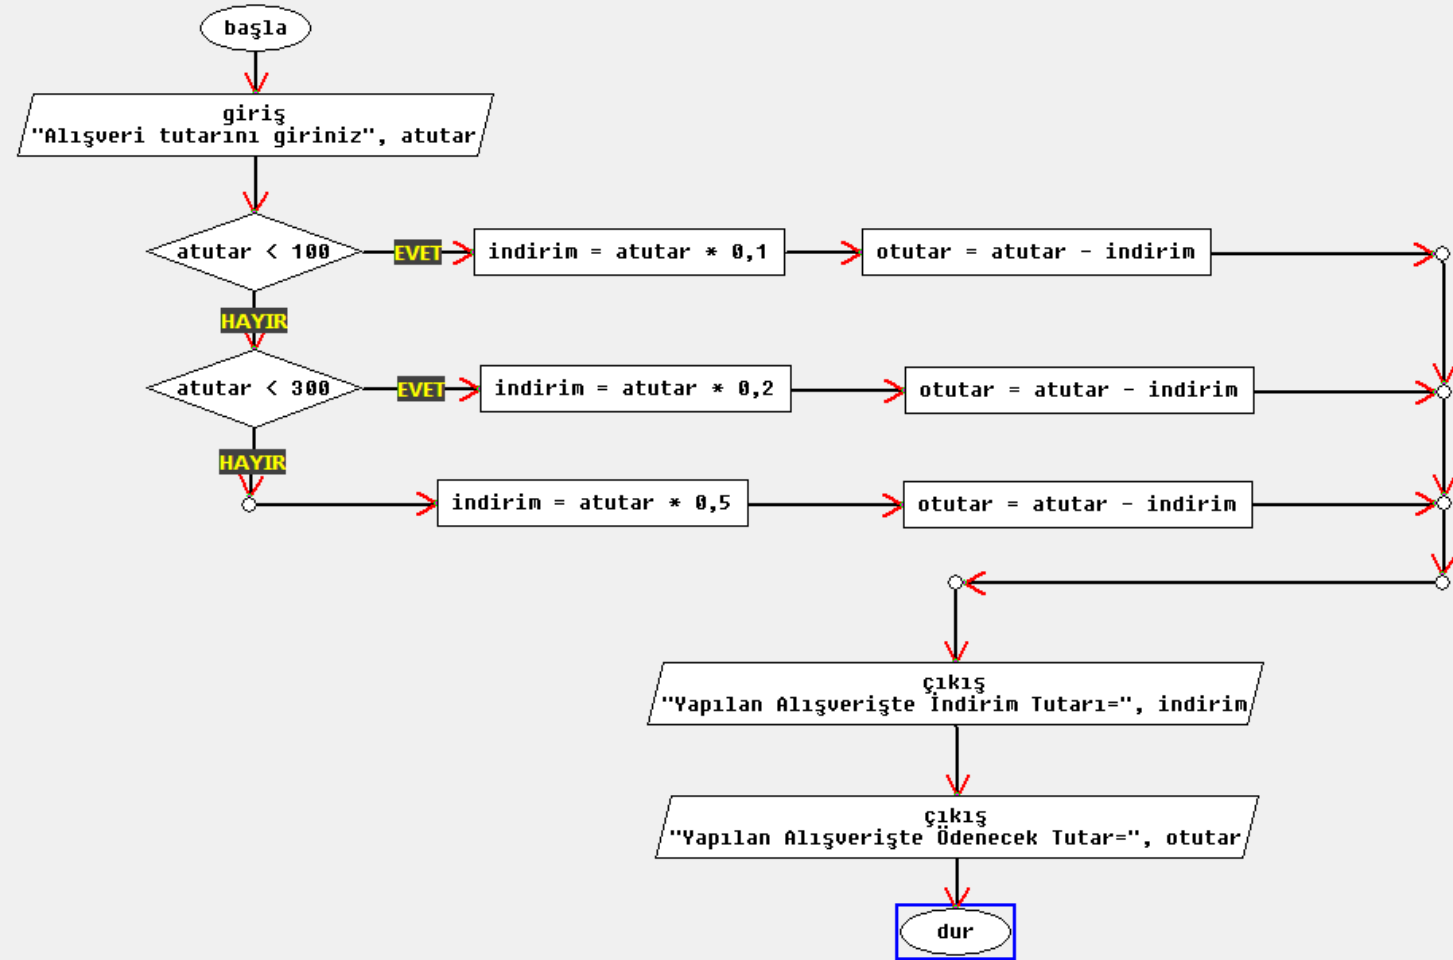 başla
giriş
"Alışveri tutarını giriniz", atutar
atutar < 100
EVET
indirim = atutar * 0,1
otutar = atutar - indirim
HAYIR
atutar < 300
EVET
indirim = atutar * 0,2
otutar = atutar - indirim
HAYIR
indirim = atutar * 0,5
otutar = atutar - indirim
çıkış
"Yapılan Alışverişte İndirim Tutarı=", indirim
çıkış
"Yapılan Alışverişte Ödenecek Tutar=", otutar
dur